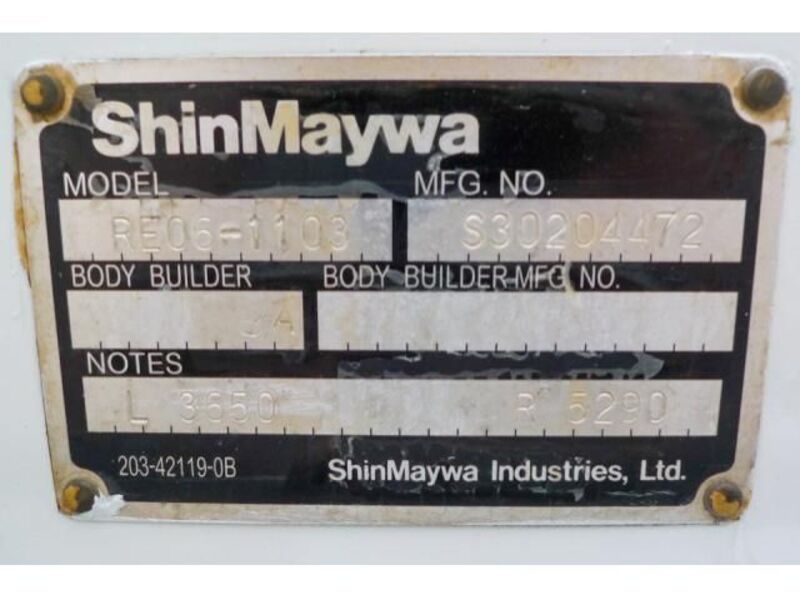 ShinMaywa
MODEL MFG. NO.
RE06-1103 S30204472
BODY BUILDER BODY BUILDER MFG NO.
NOTES
L 3650 R 5290
203-42119-0B ShinMaywa Industries, Ltd.